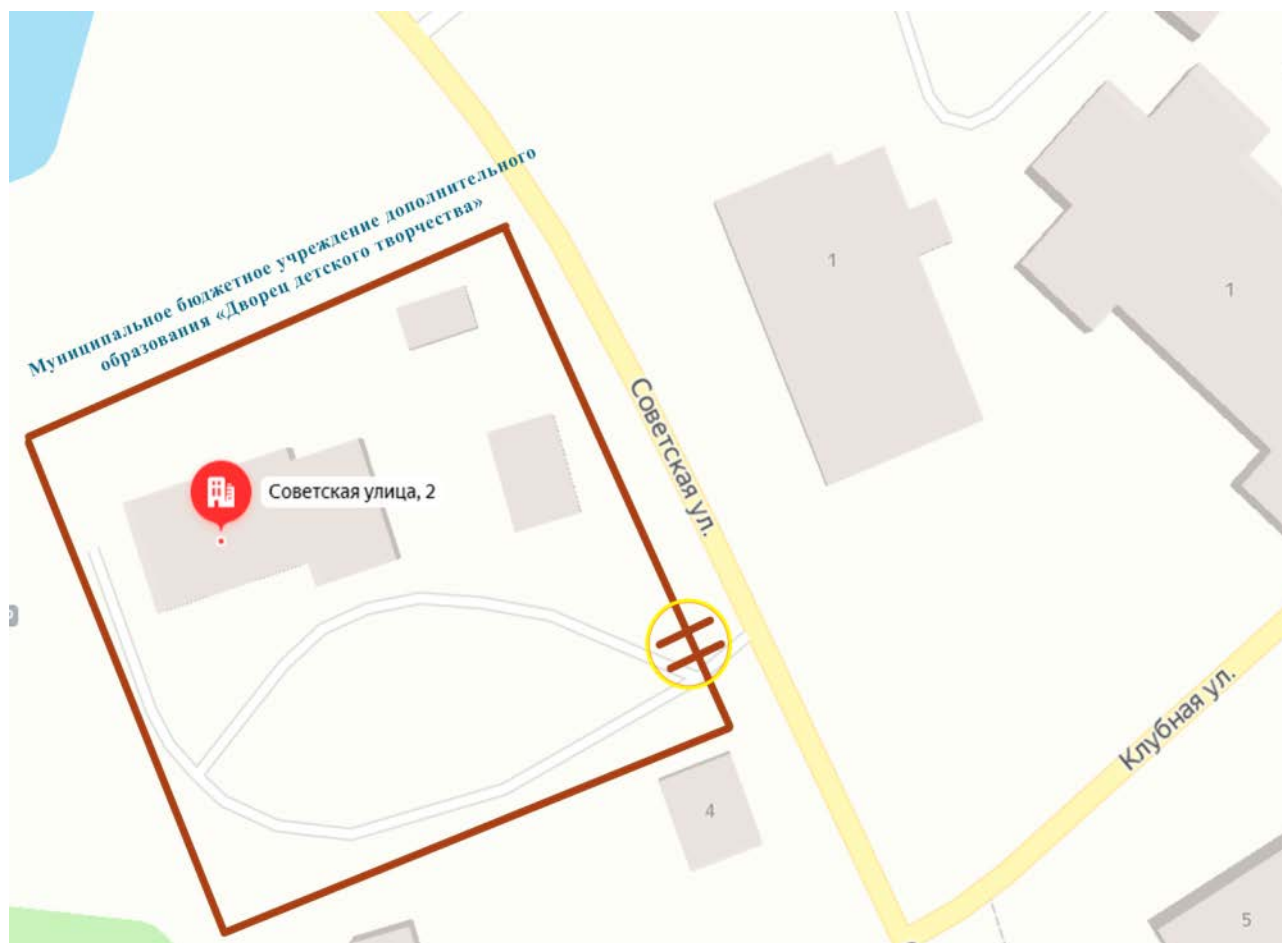 Муниципальное бюджетное учреждение дополнительного
образования «Дворец детского творчества»
1
1
Советская ул.
Советская улица, 2
Клубная ул.
4
5